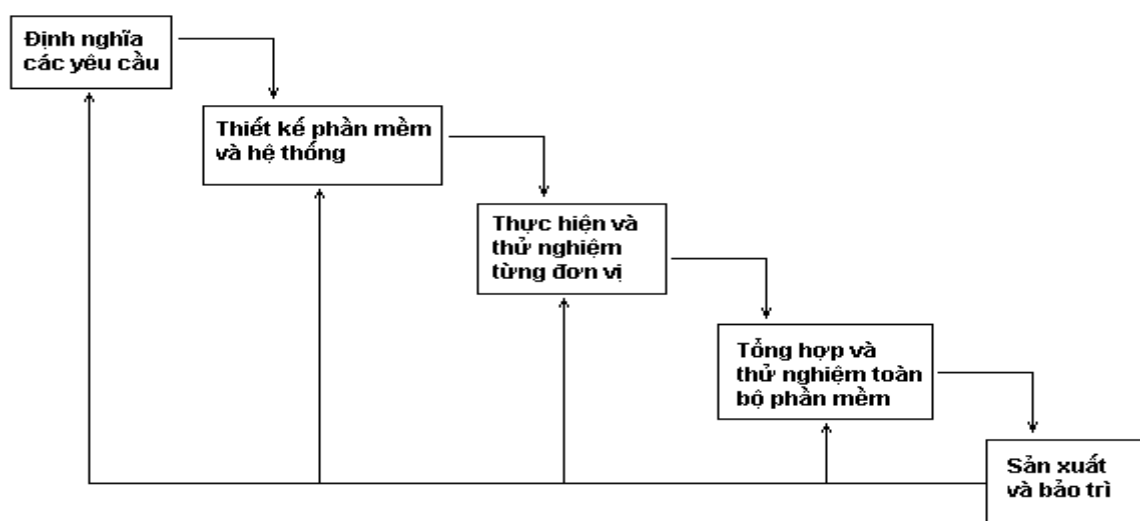 Định nghĩa
các yêu cầu
Thiết kế phần mềm
và hệ thống
Thực hiện và
thử nghiệm
từng đơn vị
Tổng hợp và
thử nghiệm toàn
bộ phần mềm
Sản xuất
và bảo trì